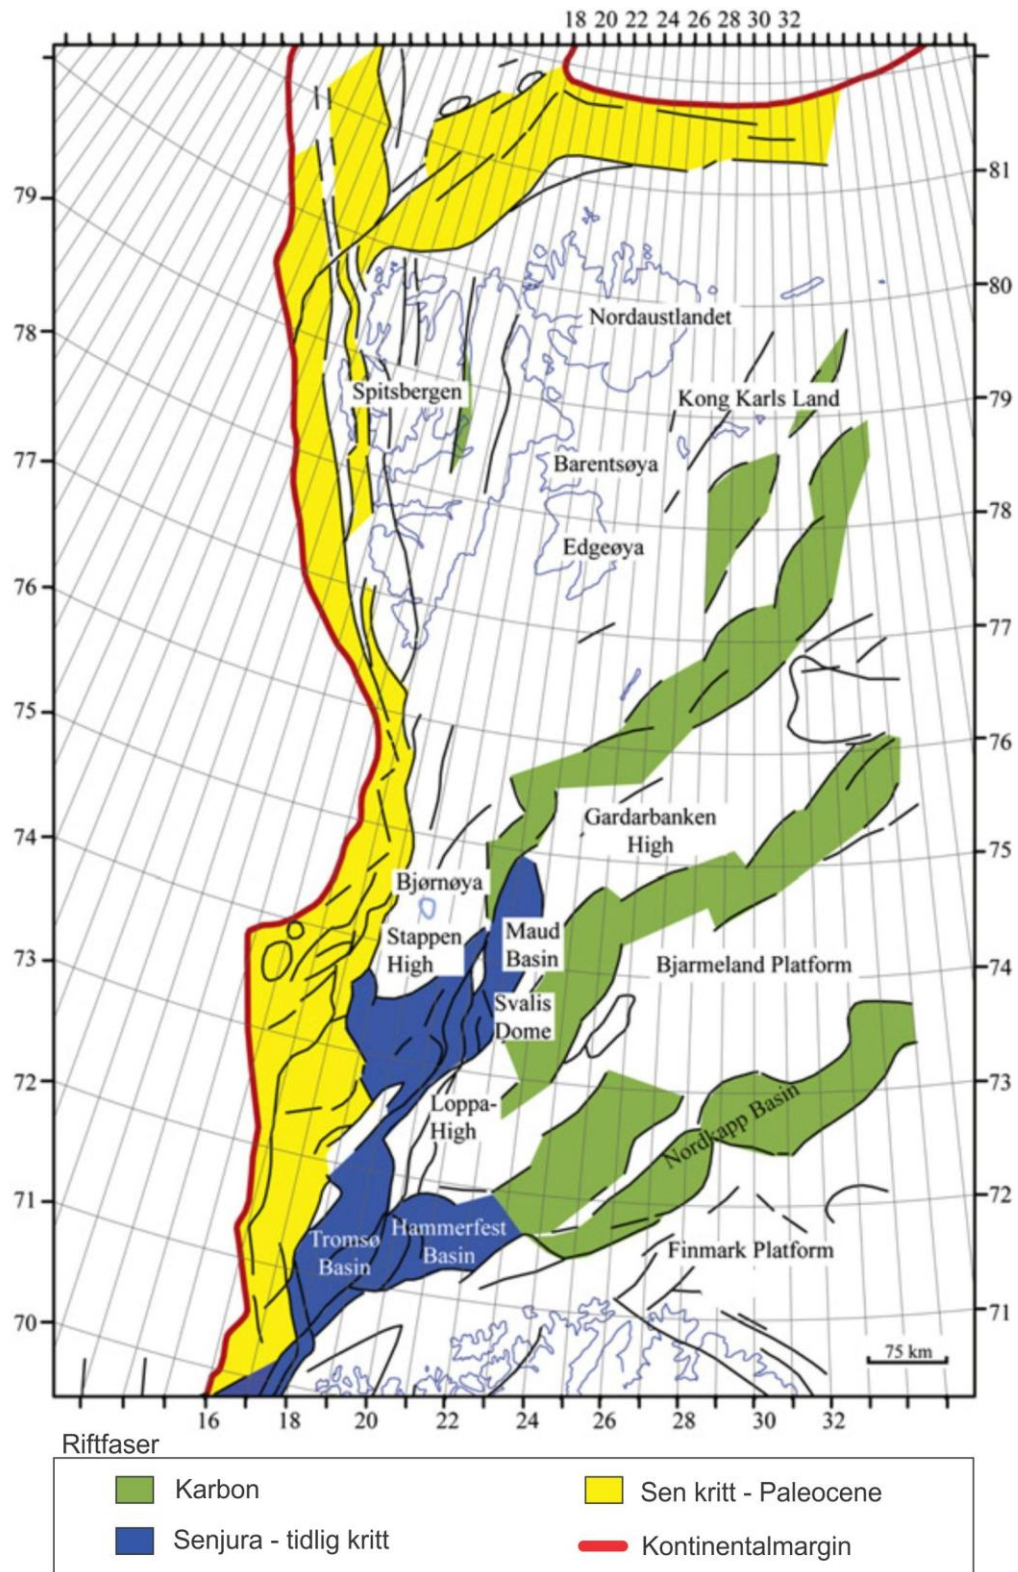 18 20 22 24 26 28 30 32
79
78
77
76
75
74
73
72
71
70
81
80
79
78
77
76
75
74
73
72
71
Nordaustlandet
Spitsbergen
Kong Karls Land
Barentsøya
Edgeøya
Gardarbanken
High
Bjørnøya
Stappen
High
Maud
Basin
Bjarmeland Platform
Svalis
Dome
Loppa-
High
Nordkapp Basin
Hammerfest
Basin
Tromsø
Basin
Finmark Platform
75 km
16 18 20 22 24 26 28 30 32
Riftfaser
Karbon
Senjura - tidlig kritt
Sen kritt - Paleocene
Kontinentalmargin